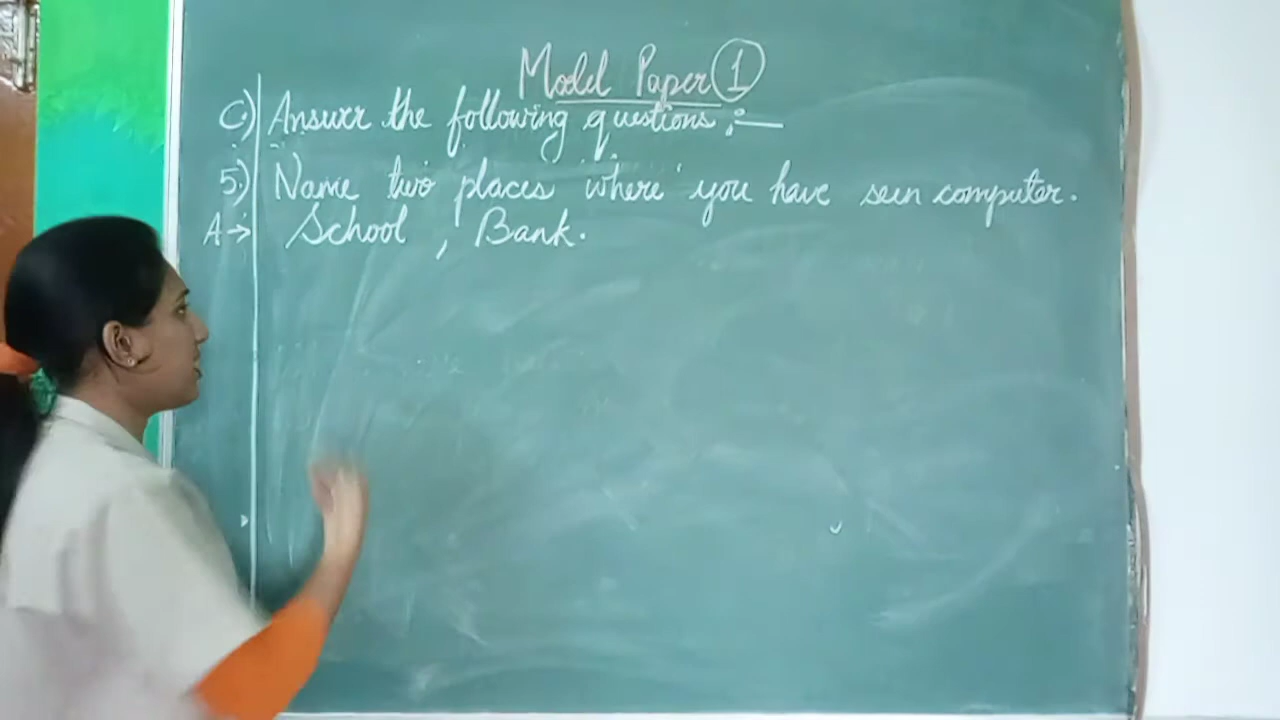 Model Paper 1
C) Answer the following questions :-
5) Name two places where you have seen computer.
A→ School , Bank.